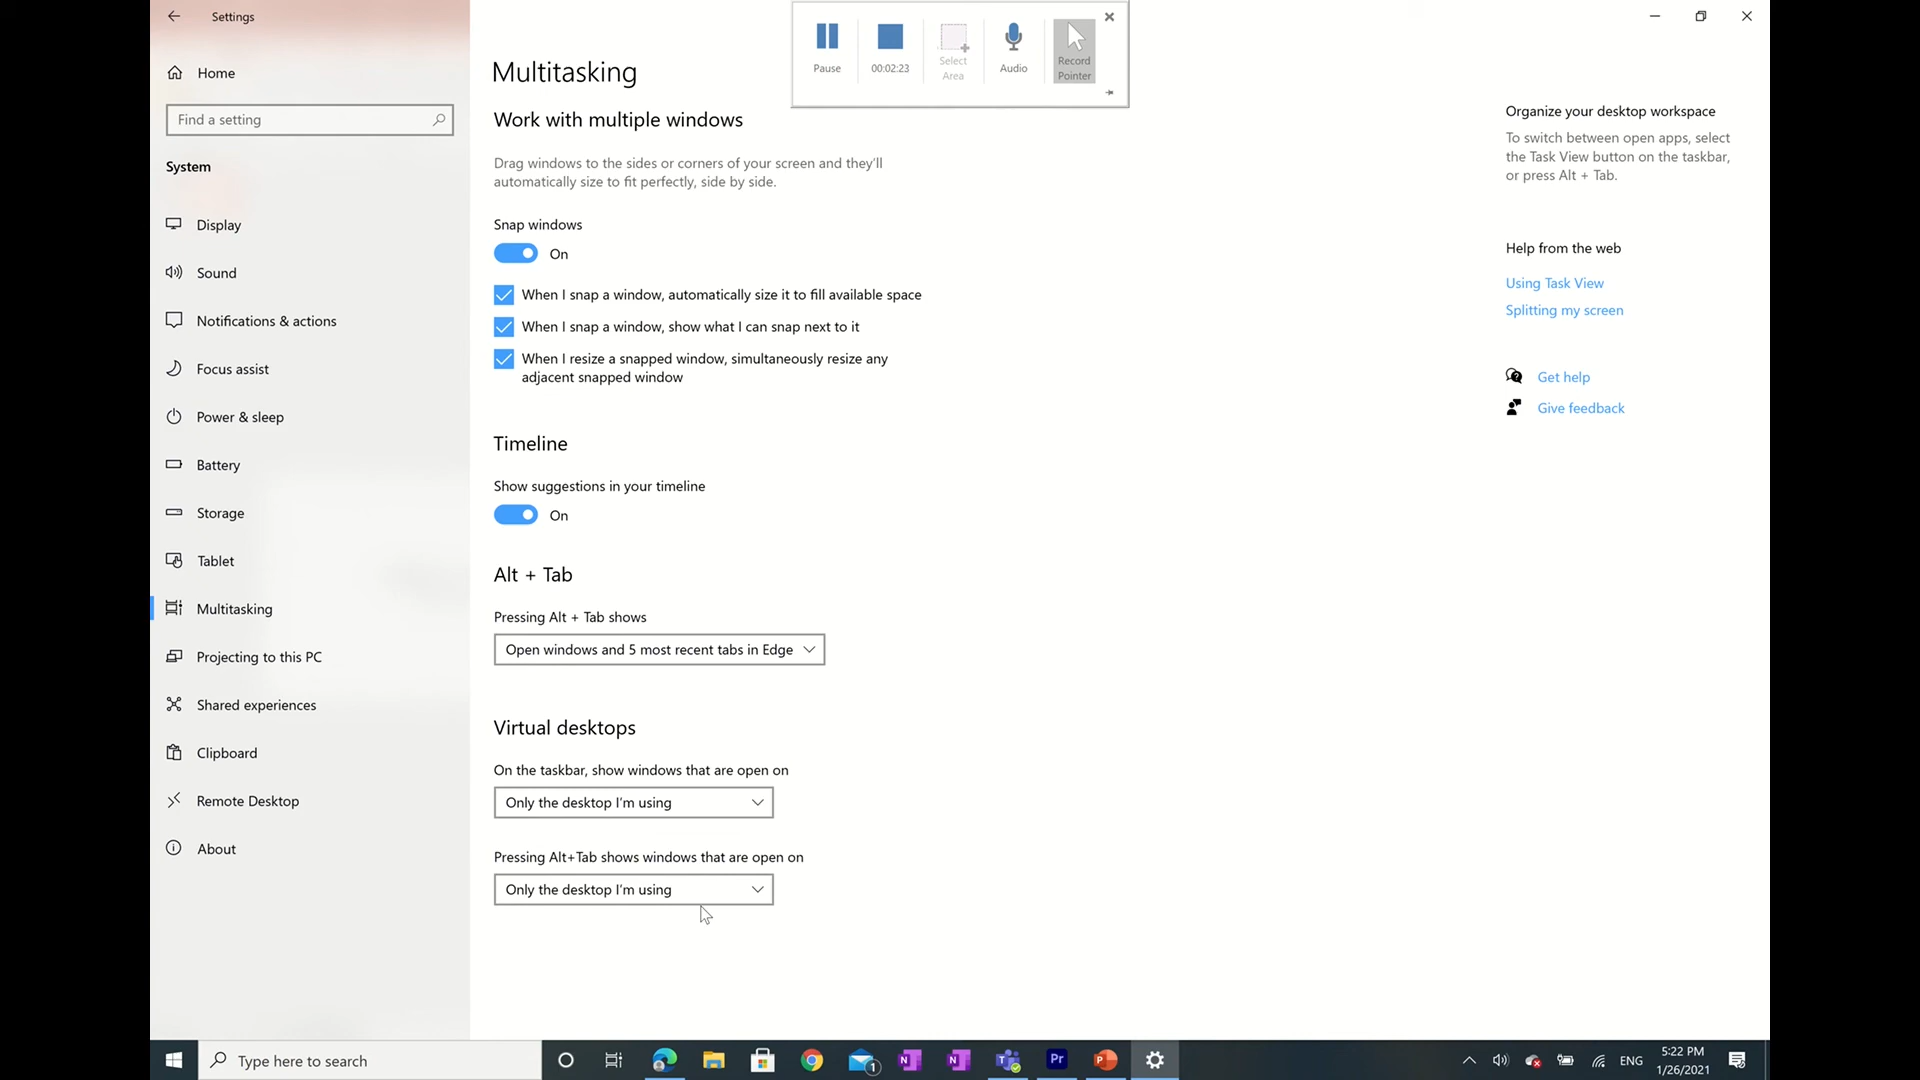 Settings
Home
Find a setting
System
Display
Sound
Notifications & actions
Focus assist
Power & sleep
Battery
Storage
Tablet
Multitasking
Projecting to this PC
Shared experiences
Clipboard
Remote Desktop
About
Multitasking
Work with multiple windows
Drag windows to the sides or corners of your screen and they'll
automatically size to fit perfectly, side by side.
Snap windows
On
When I snap a window, automatically size it to fill available space
When I snap a window, show what I can snap next to it
When I resize a snapped window, simultaneously resize any
adjacent snapped window
Timeline
Show suggestions in your timeline
On
Alt + Tab
Pressing Alt + Tab shows
Open windows and 5 most recent tabs in Edge
Virtual desktops
On the taskbar, show windows that are open on
Only the desktop I'm using
Pressing Alt+Tab shows windows that are open on
Only the desktop I'm using
Pause
00:02:23
Select
Area
Audio
Record
Pointer
Organize your desktop workspace
To switch between open apps, select
the Task View button on the taskbar,
or press Alt + Tab.
Help from the web
Using Task View
Splitting my screen
Get help
Give feedback
Type here to search
1
N
N
T
Pr
P
ENG
5:22 PM
1/26/2021